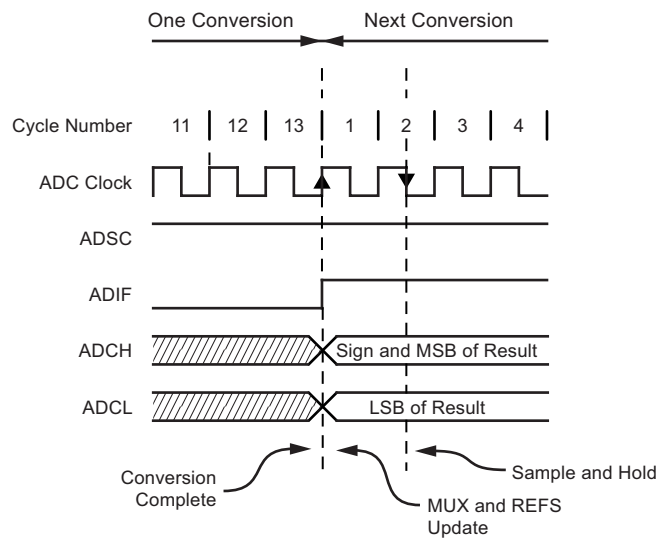 One Conversion Next Conversion
Cycle Number 11 12 13 1 2 3 4
ADC Clock
ADSC
ADIF
ADCH Sign and MSB of Result
ADCL LSB of Result
Conversion
Complete
MUX and REFS
Update
Sample and Hold